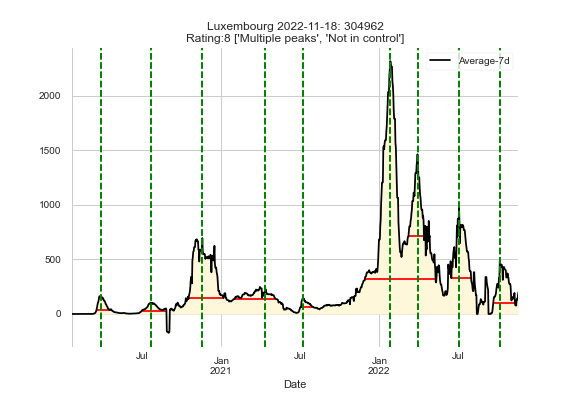 Luxembourg 2022-11-18: 304962
Rating:8 ['Multiple peaks', 'Not in control']
Average-7d
2000
1500
1000
500
0
Jul Jan Jul Jan Jul
2021 2022
Date